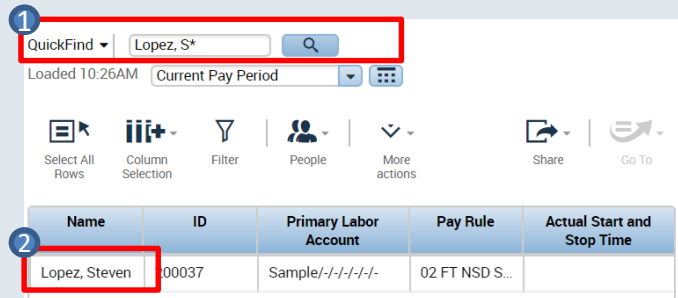 1
QuickFind Lopez, S*
Loaded 10:26AM Current Pay Period
Select All Rows
Column Selection
Filter
People
More actions
Share
Go To
Name ID Primary Labor Account Pay Rule Actual Start and Stop Time
2
Lopez, Steven 200037 Sample/-/-/-/-/-/- 02 FT NSD S...